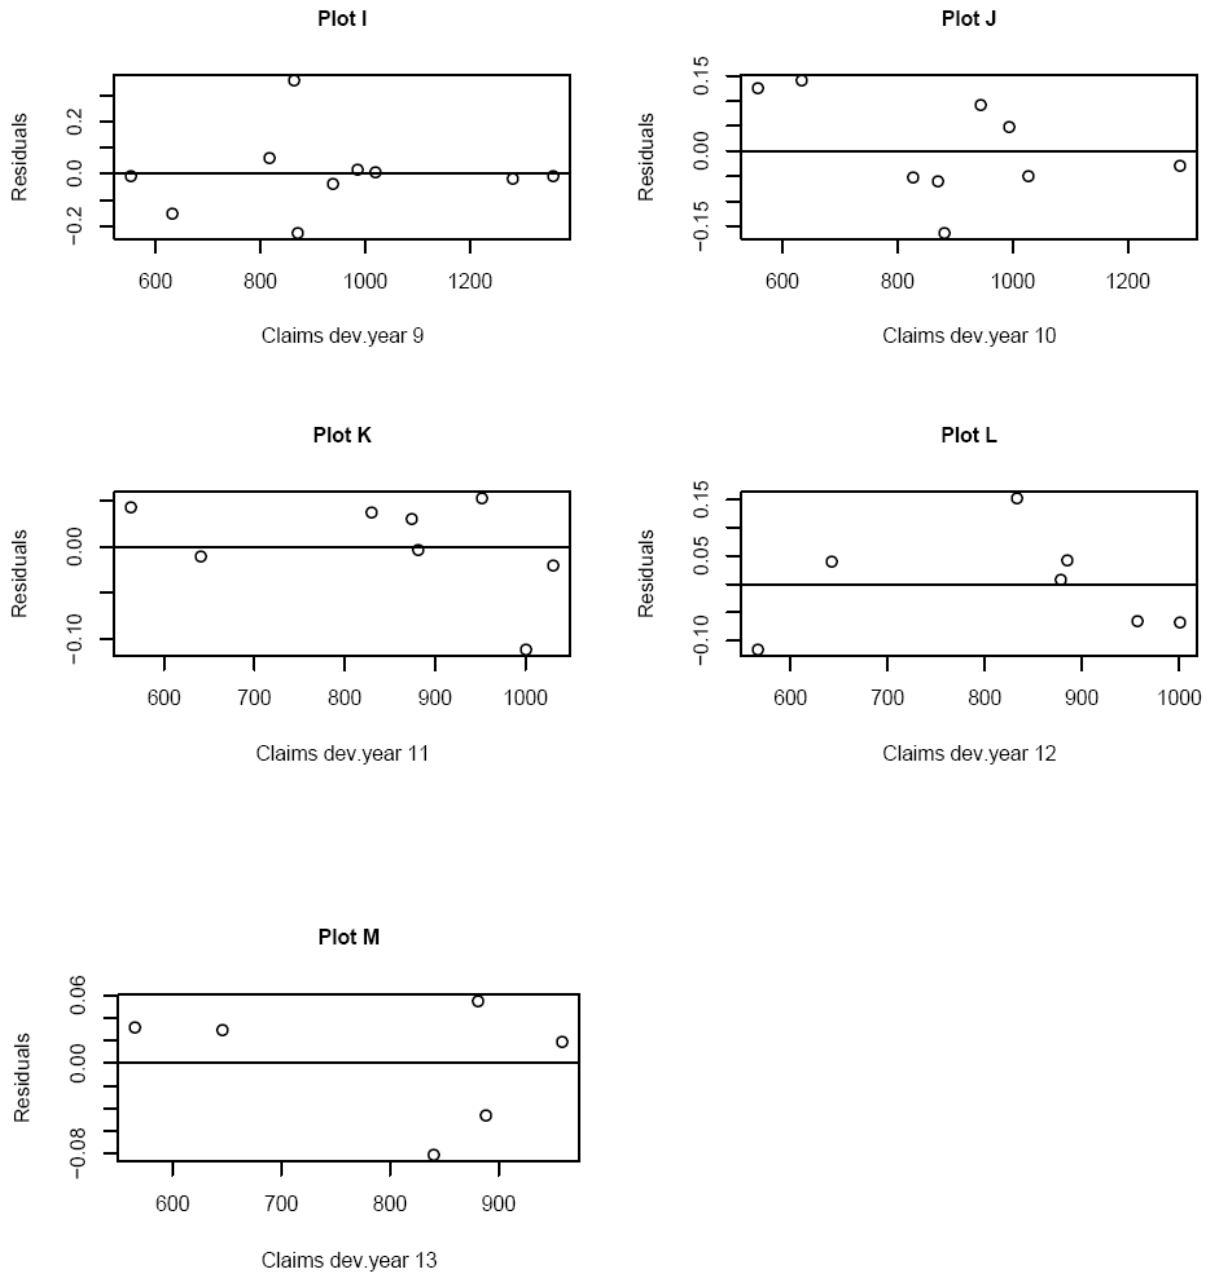 Plot I
Residuals
0.2
0.0
−0.2
600 800 1000 1200
Claims dev.year 9
Plot J
Residuals
0.15
0.00
−0.15
600 800 1000 1200
Claims dev.year 10
Plot K
Residuals
0.00
−0.10
600 700 800 900 1000
Claims dev.year 11
Plot L
Residuals
0.15
0.05
−0.10
600 700 800 900 1000
Claims dev.year 12
Plot M
Residuals
0.06
0.00
−0.08
600 700 800 900
Claims dev.year 13